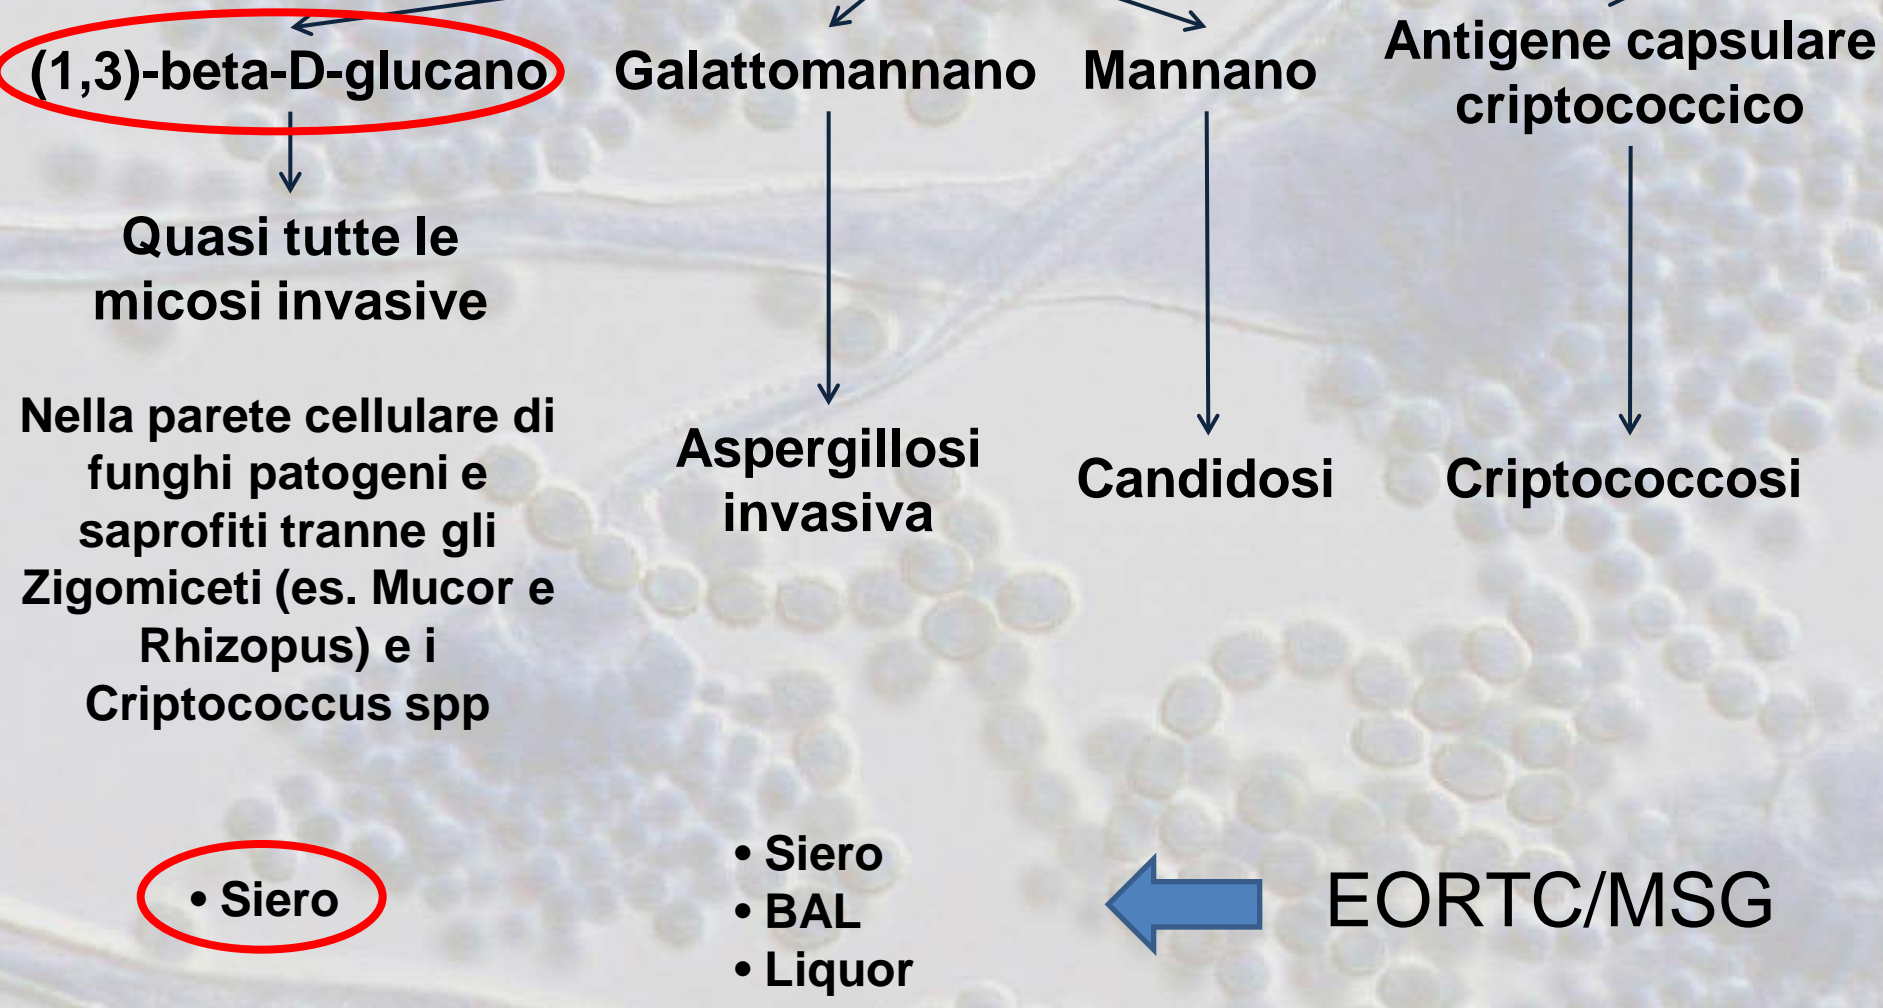 (1,3)-beta-D-glucano
Galattomannano
Mannano
Antigene capsulare
criptococcico
Quasi tutte le
micosi invasive
Nella parete cellulare di
funghi patogeni e
saprofiti tranne gli
Zigomiceti (es. Mucor e
Rhizopus) e i
Criptococcus spp
Aspergillosi
invasiva
Candidosi
Criptococcosi
• Siero
• Siero
• BAL
• Liquor
EORTC/MSG